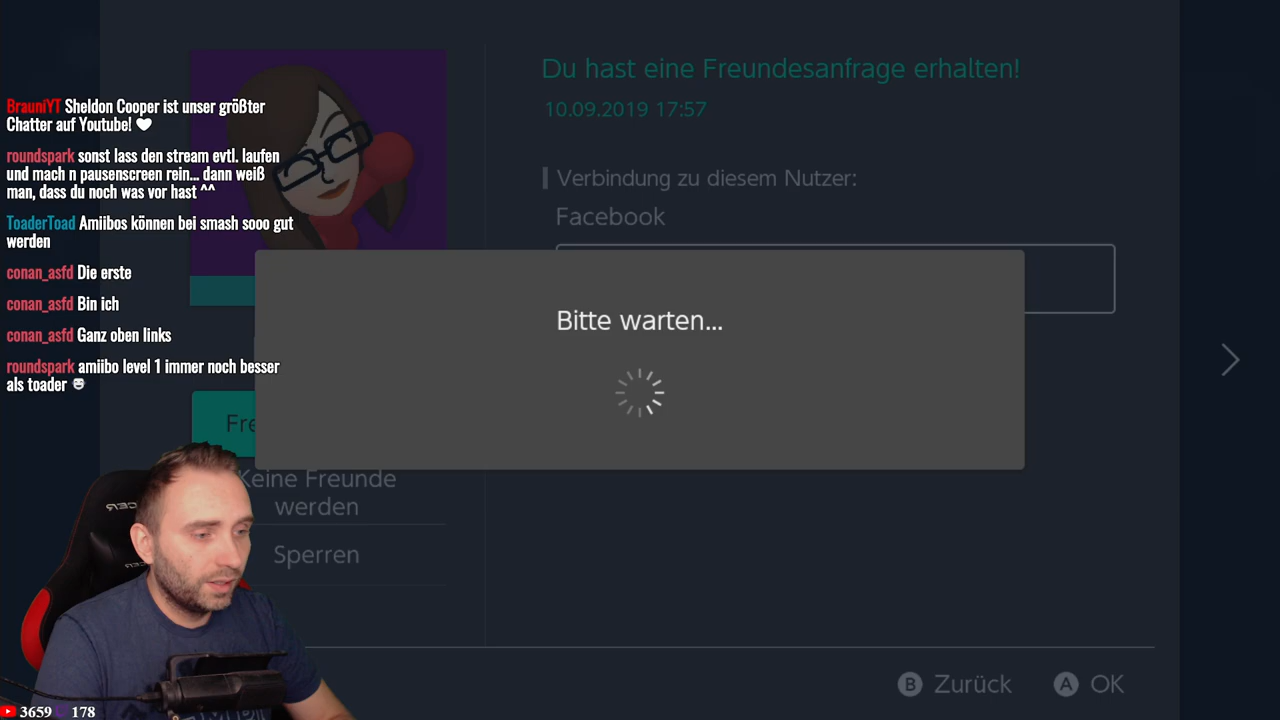 Du hast eine Freundesanfrage erhalten!
10.09.2019 17:57
Verbindung zu diesem Nutzer:
Facebook
BrauniYT Sheldon Cooper ist unser größter
Chatter auf Youtube!
roundspark sonst lass den stream evtl. laufen
und mach n pausenscreen rein... dann weiß
man, dass du noch was vor hast ^^
ToaderToad Amiibos können bei smash sooo gut
werden
conan_asfd Die erste
conan_asfd Bin ich
conan_asfd Ganz oben links
roundspark amiibo level 1 immer noch besser
als toader
Bitte warten...
Fre
Keine Freunde
werden
Sperren
B Zurück
A OK
3659 178